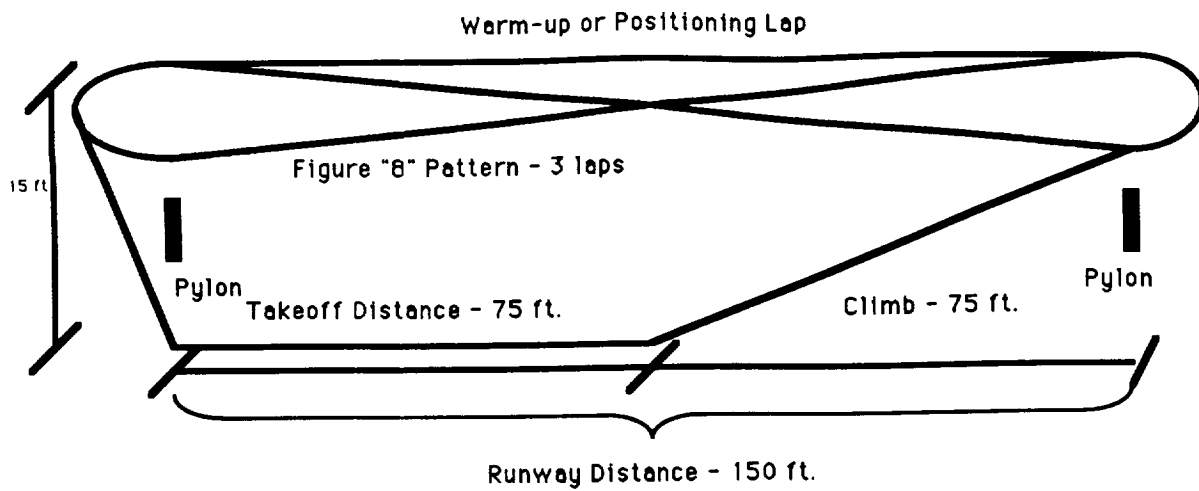 Warm-up or Positioning Lap
Figure "8" Pattern - 3 laps
15 ft
Pylon
Pylon
Takeoff Distance - 75 ft.
Climb - 75 ft.
Runway Distance - 150 ft.